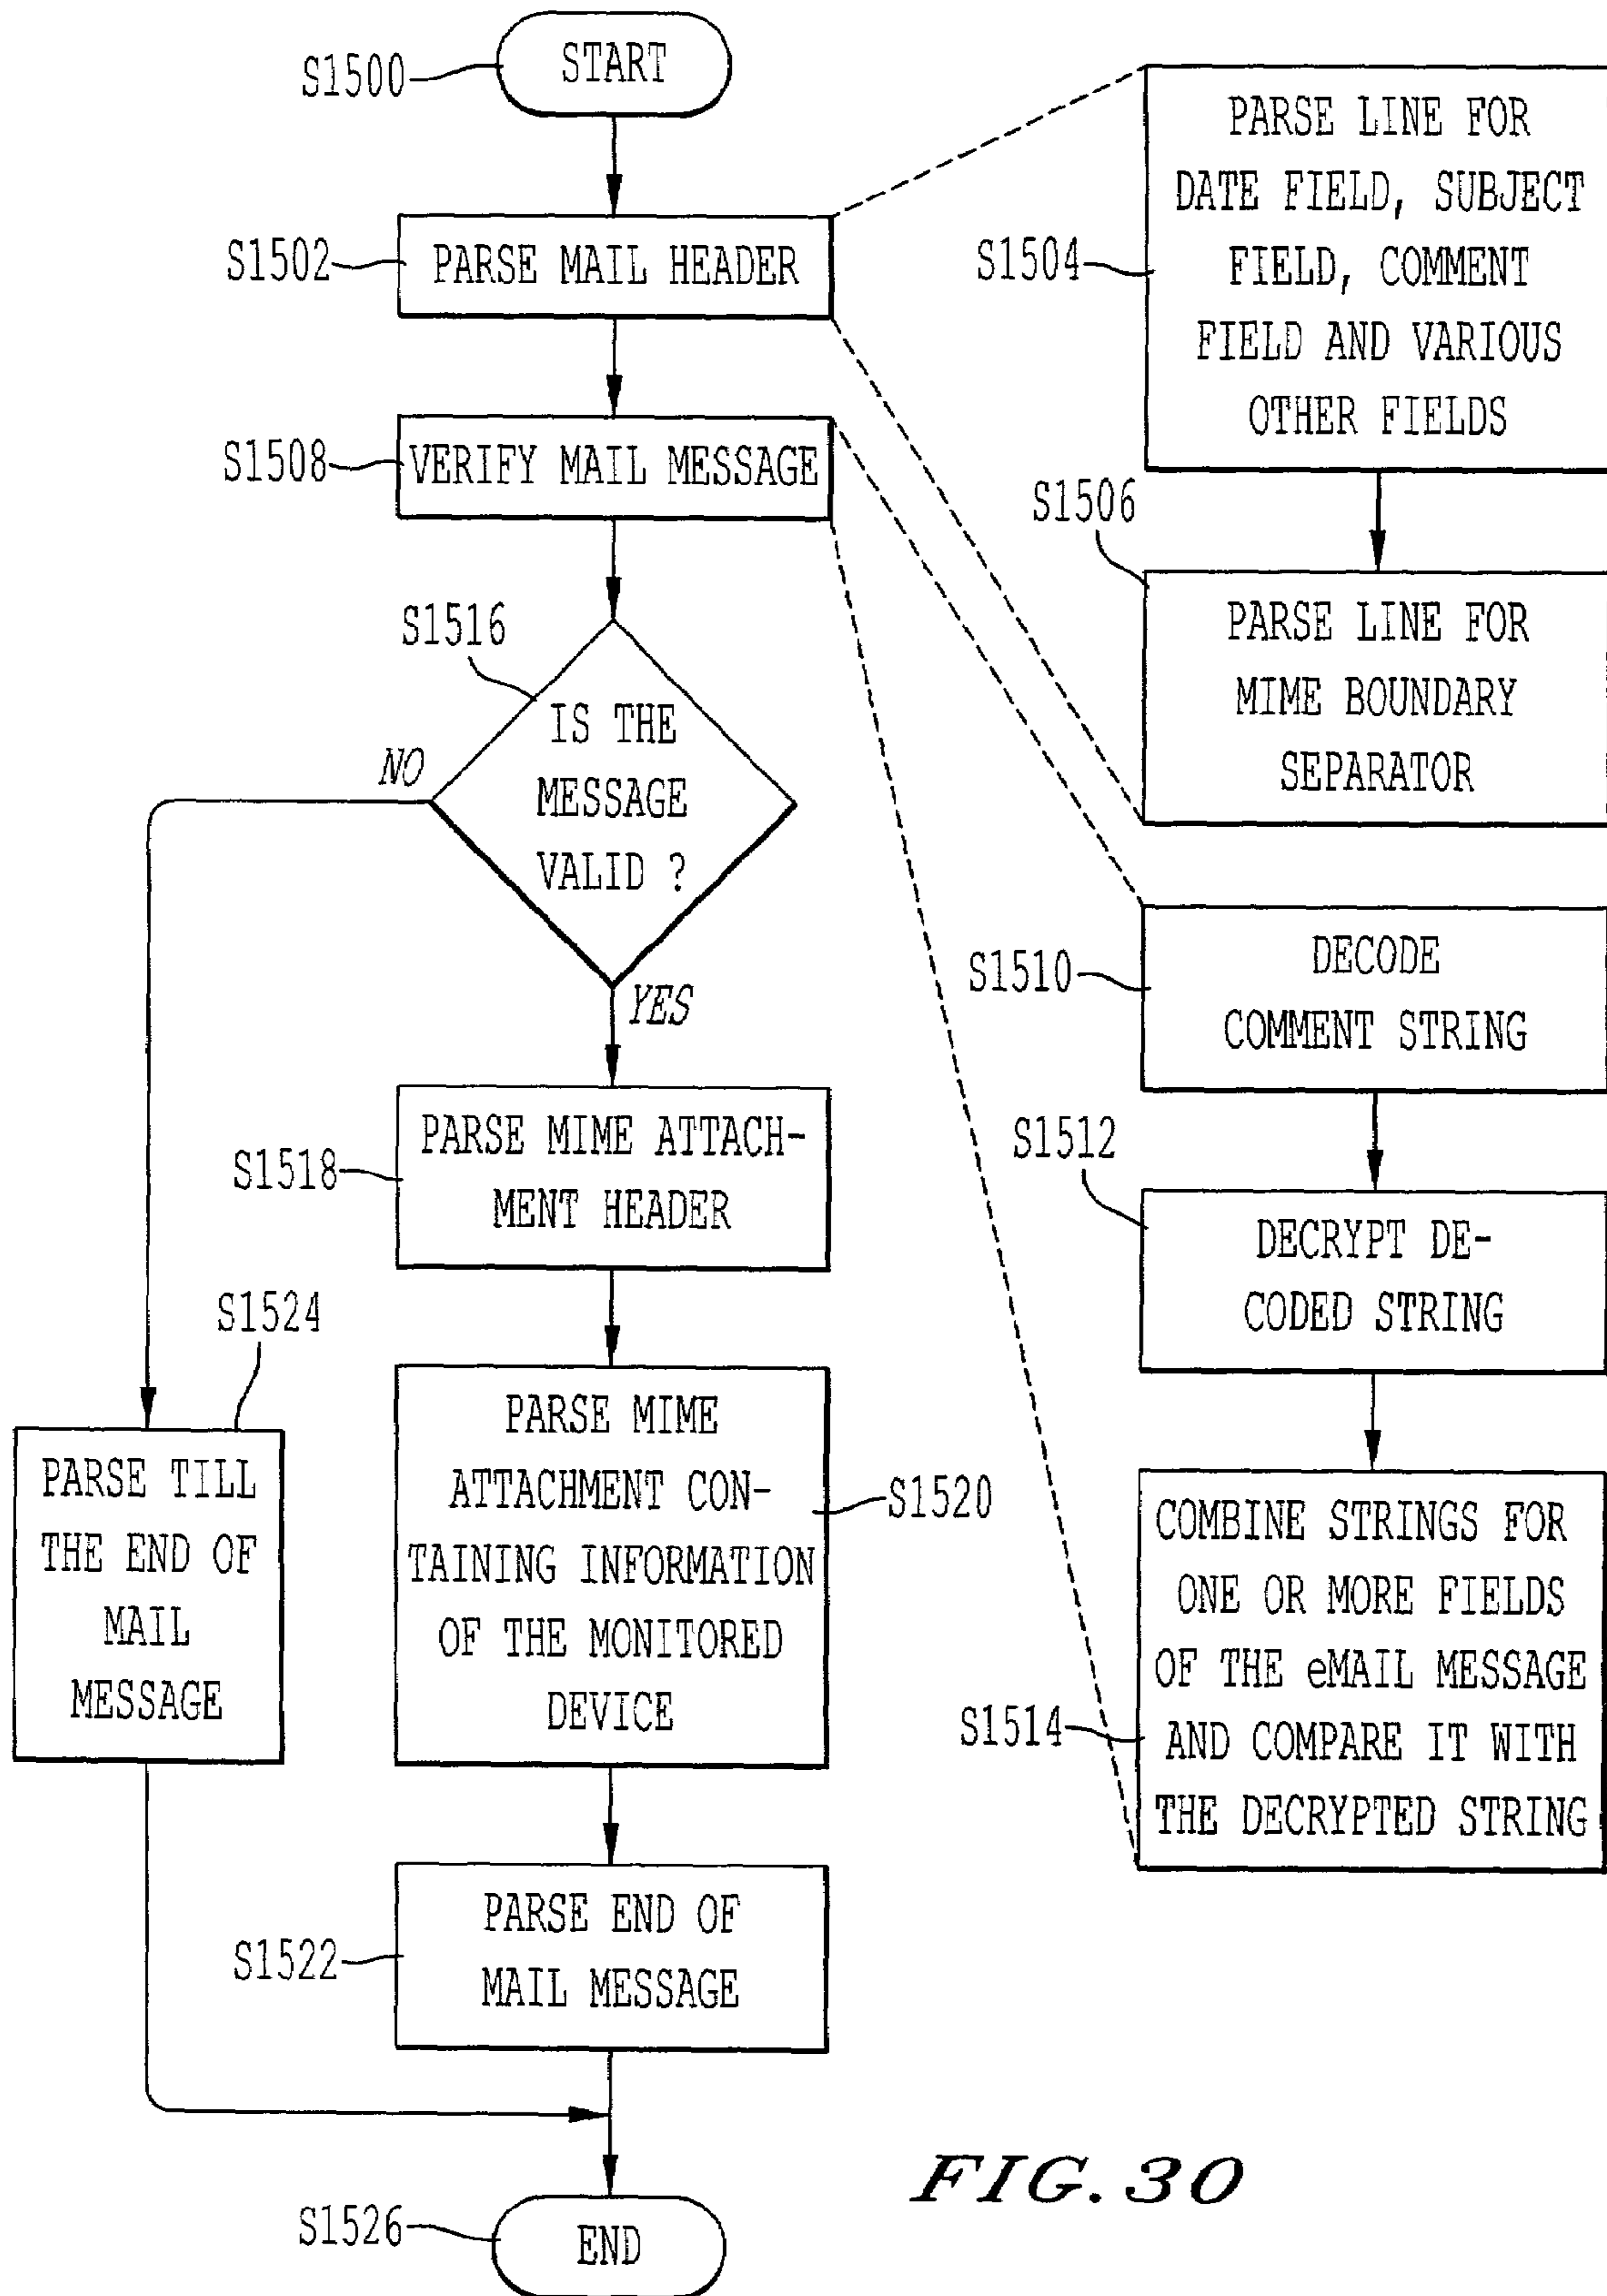 S1500
START
S1502
PARSE MAIL HEADER
S1504
PARSE LINE FOR
DATE FIELD, SUBJECT
FIELD, COMMENT
FIELD AND VARIOUS
OTHER FIELDS
S1506
PARSE LINE FOR
MIME BOUNDARY
SEPARATOR
S1508
VERIFY MAIL MESSAGE
S1510
DECODE
COMMENT STRING
S1512
DECRYPT DE-
CODED STRING
S1514
COMBINE STRINGS FOR
ONE OR MORE FIELDS
OF THE eMAIL MESSAGE
AND COMPARE IT WITH
THE DECRYPTED STRING
S1516
IS THE
MESSAGE
VALID ?
NO
YES
S1518
PARSE MIME ATTACH-
MENT HEADER
S1520
PARSE MIME
ATTACHMENT CON-
TAINING INFORMATION
OF THE MONITORED
DEVICE
S1522
PARSE END OF
MAIL MESSAGE
S1524
PARSE TILL
THE END OF
MAIL
MESSAGE
S1526
END
FIG. 30